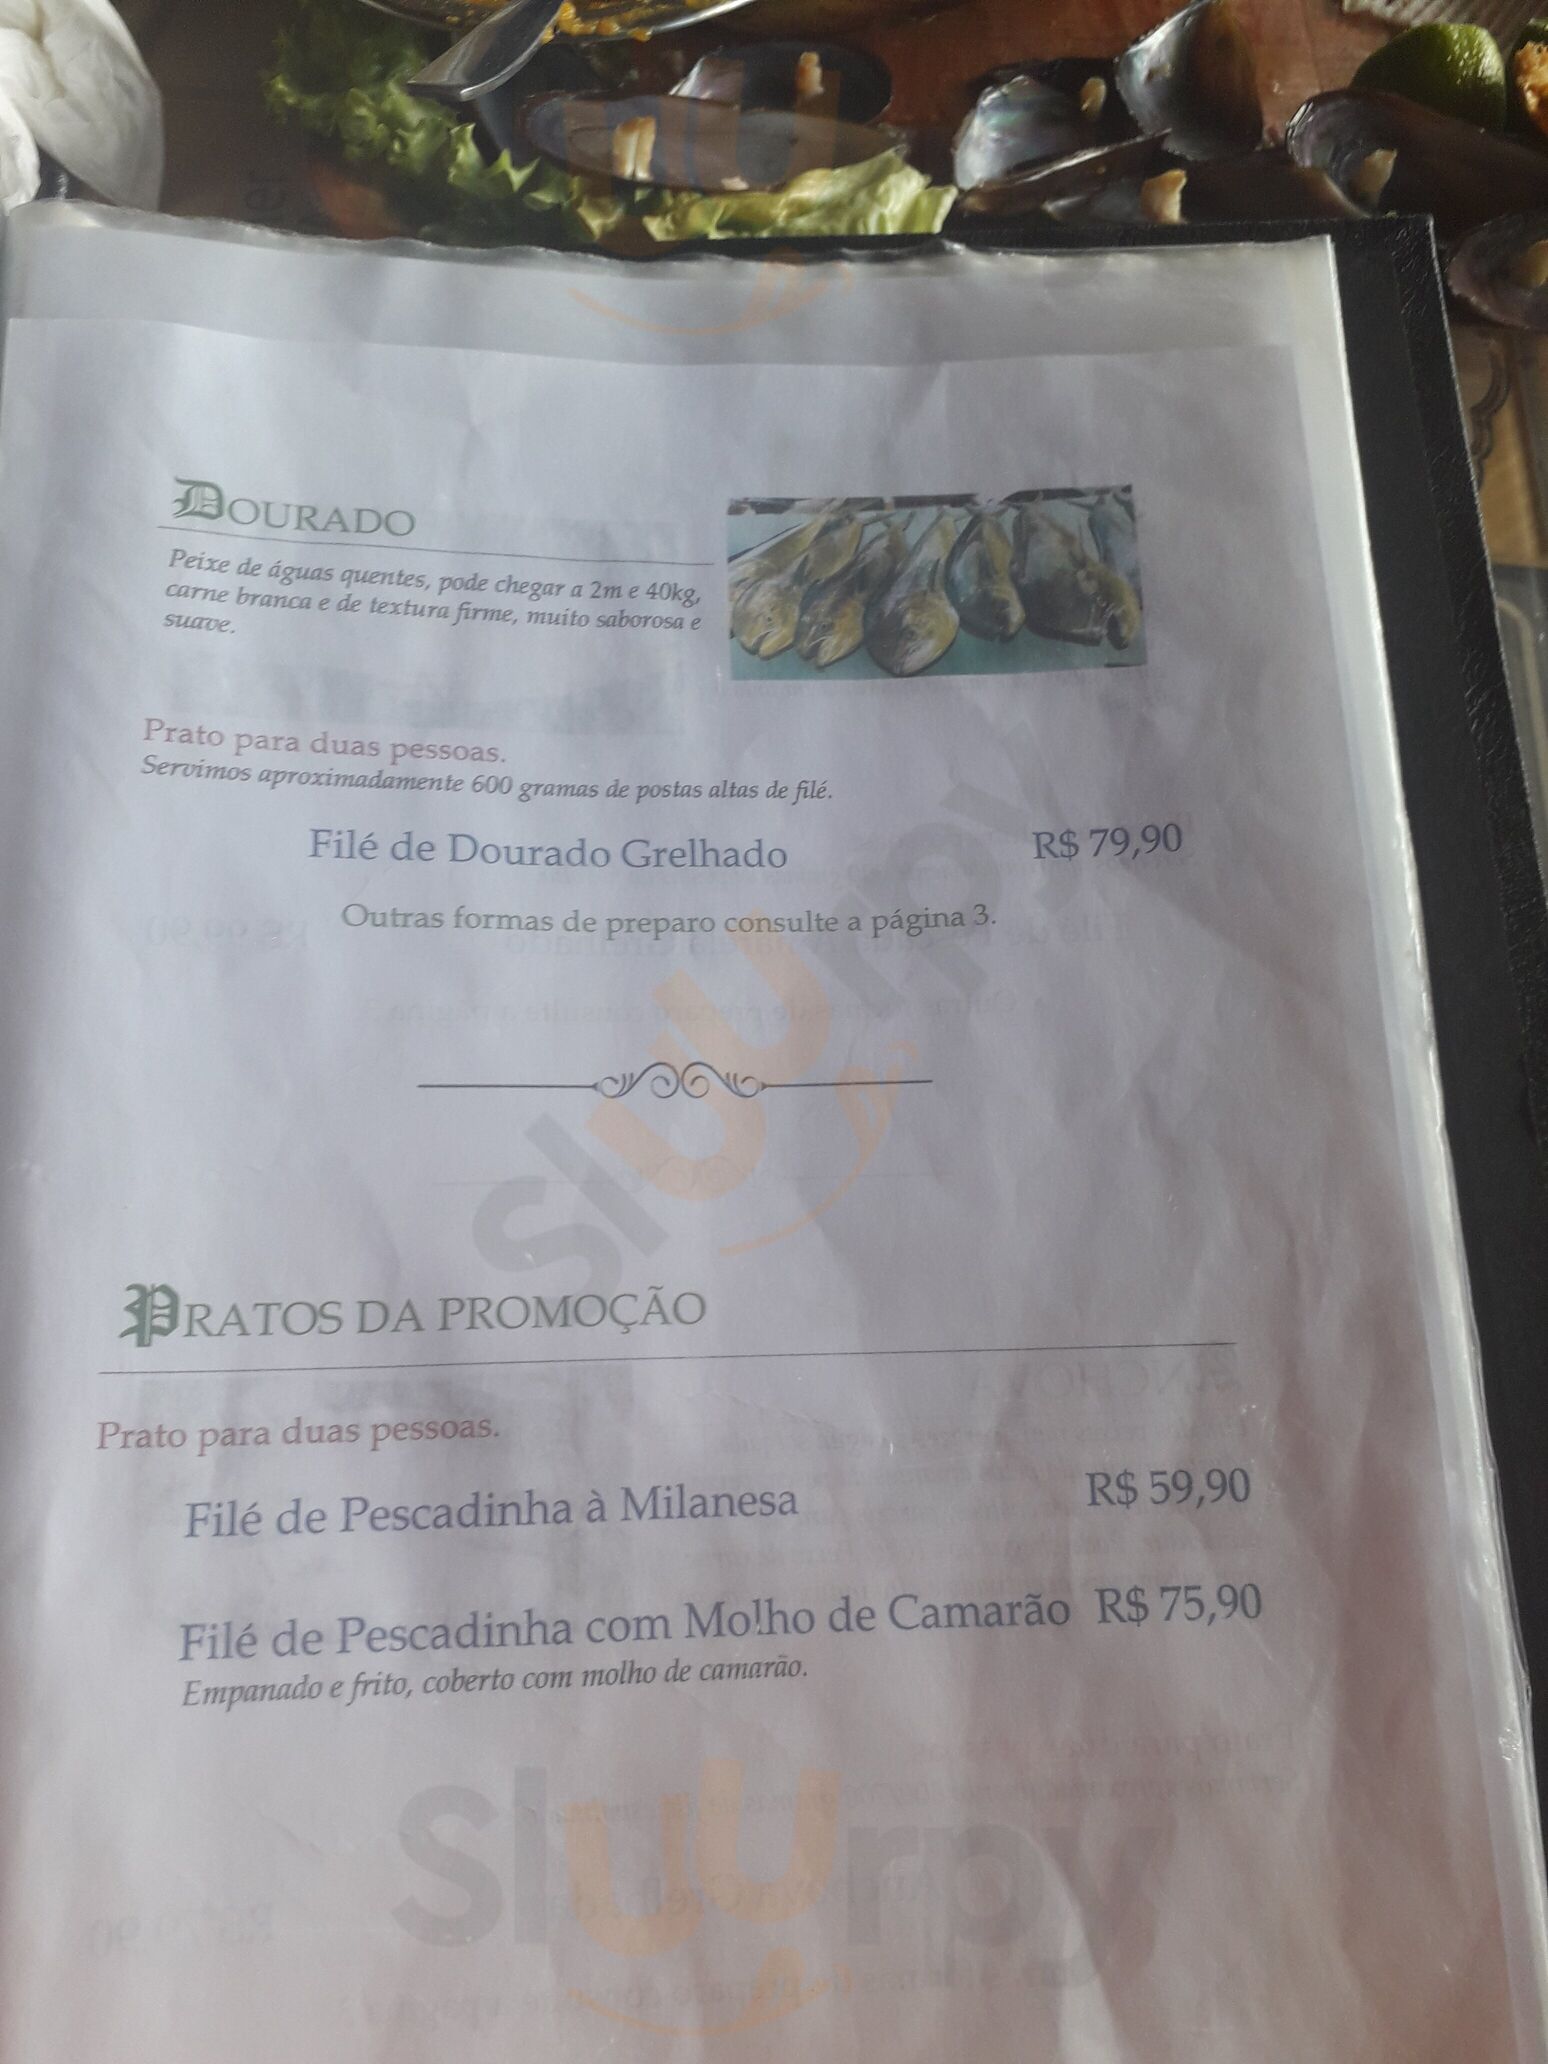 DOURADO
Peixe de águas quentes, pode chegar a 2m e 40kg,
carne branca e de textura firme, muito saborosa e
suave.
Prato para duas pessoas.
Servimos aproximadamente 600 gramas de postas altas de filé.
Filé de Dourado Grelhado R$ 79,90
Outras formas de preparo consulte a página 3.
PRATOS DA PROMOÇÃO
Prato para duas pessoas.
Filé de Pescadinha à Milanesa R$ 59,90
Filé de Pescadinha com Molho de Camarão R$ 75,90
Empanado e frito, coberto com molho de camarão.
sluurpy
sluurpy